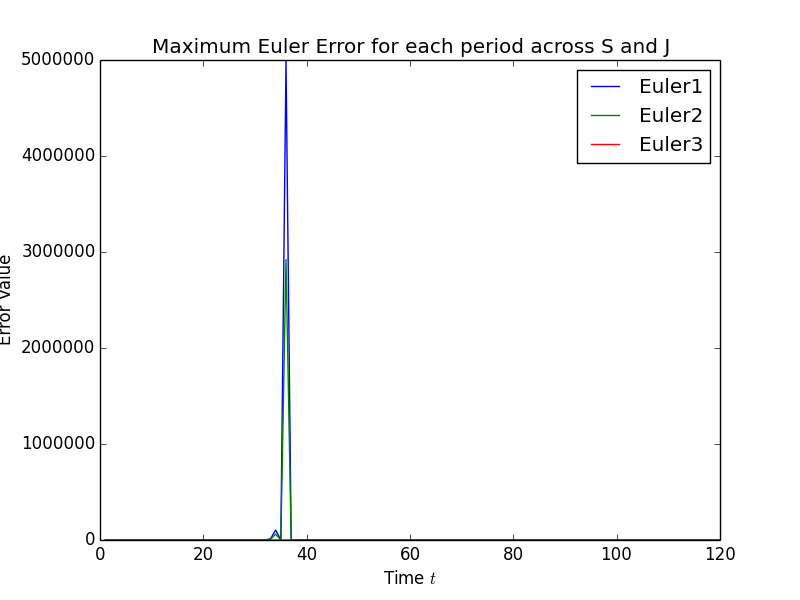 Maximum Euler Error for each period across S and J
5000000
4000000
3000000
2000000
1000000
0
Error Value
Euler1
Euler2
Euler3
0 20 40 60 80 100 120
Time t